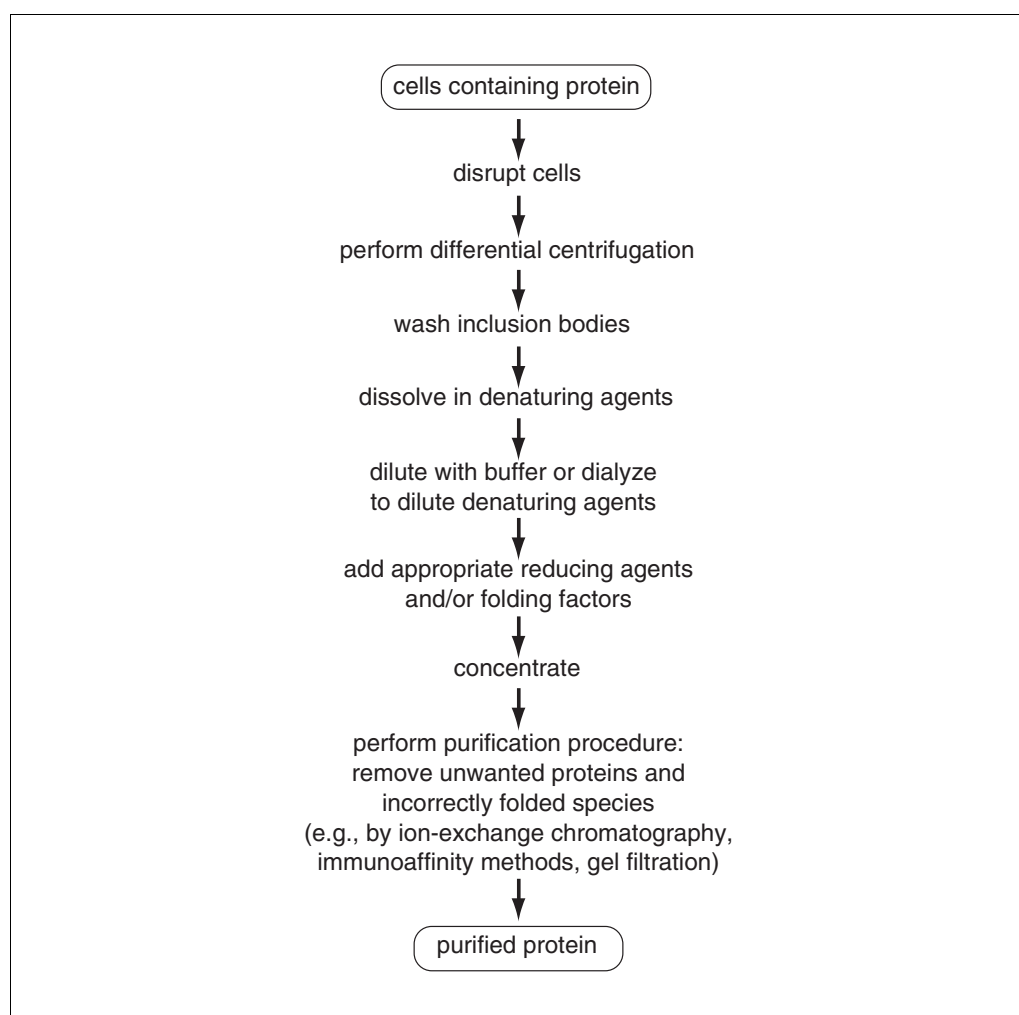 cells containing protein
disrupt cells
perform differential centrifugation
wash inclusion bodies
dissolve in denaturing agents
dilute with buffer or dialyze
to dilute denaturing agents
add appropriate reducing agents
and/or folding factors
concentrate
perform purification procedure:
remove unwanted proteins and
incorrectly folded species
(e.g., by ion-exchange chromatography,
immunoaffinity methods, gel filtration)
purified protein